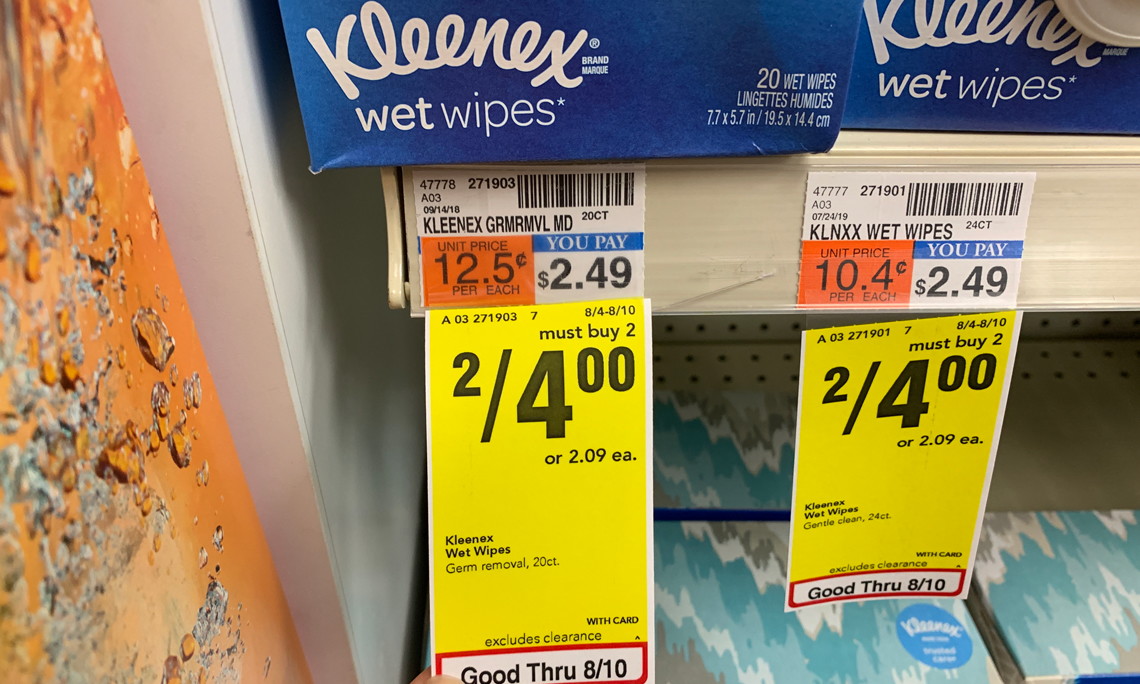 Kleenex®
BRAND
MARQUE
wet wipes*
20 WET WIPES
LINGETTES HUMIDES
7.7 x 5.7 in / 19.5 x 14.4 cm
Kleenex
MARQUE
wet wipes*
47778 271903
A03
09/14/18
KLEENEX GRMRMVL MD 20CT
UNIT PRICE
12.5¢
PER EACH
YOU PAY
$2.49
47777 271901
A03
07/24/19
KLNXX WET WIPES 24CT
UNIT PRICE
10.4¢
PER EACH
YOU PAY
$2.49
A 03 271903 7 8/4-8/10
must buy 2
2/400
or 2.09 ea.
Kleenex
Wet Wipes
Germ removal, 20ct.
WITH CARD
excludes clearance ^
Good Thru 8/10
A 03 271901 7 8/4-8/10
must buy 2
2/400
or 2.09 ea.
Kleenex
Wet Wipes
Gentle clean, 24ct.
WITH CARD
excludes clearance ^
Good Thru 8/10
Kleenex
trusted
care